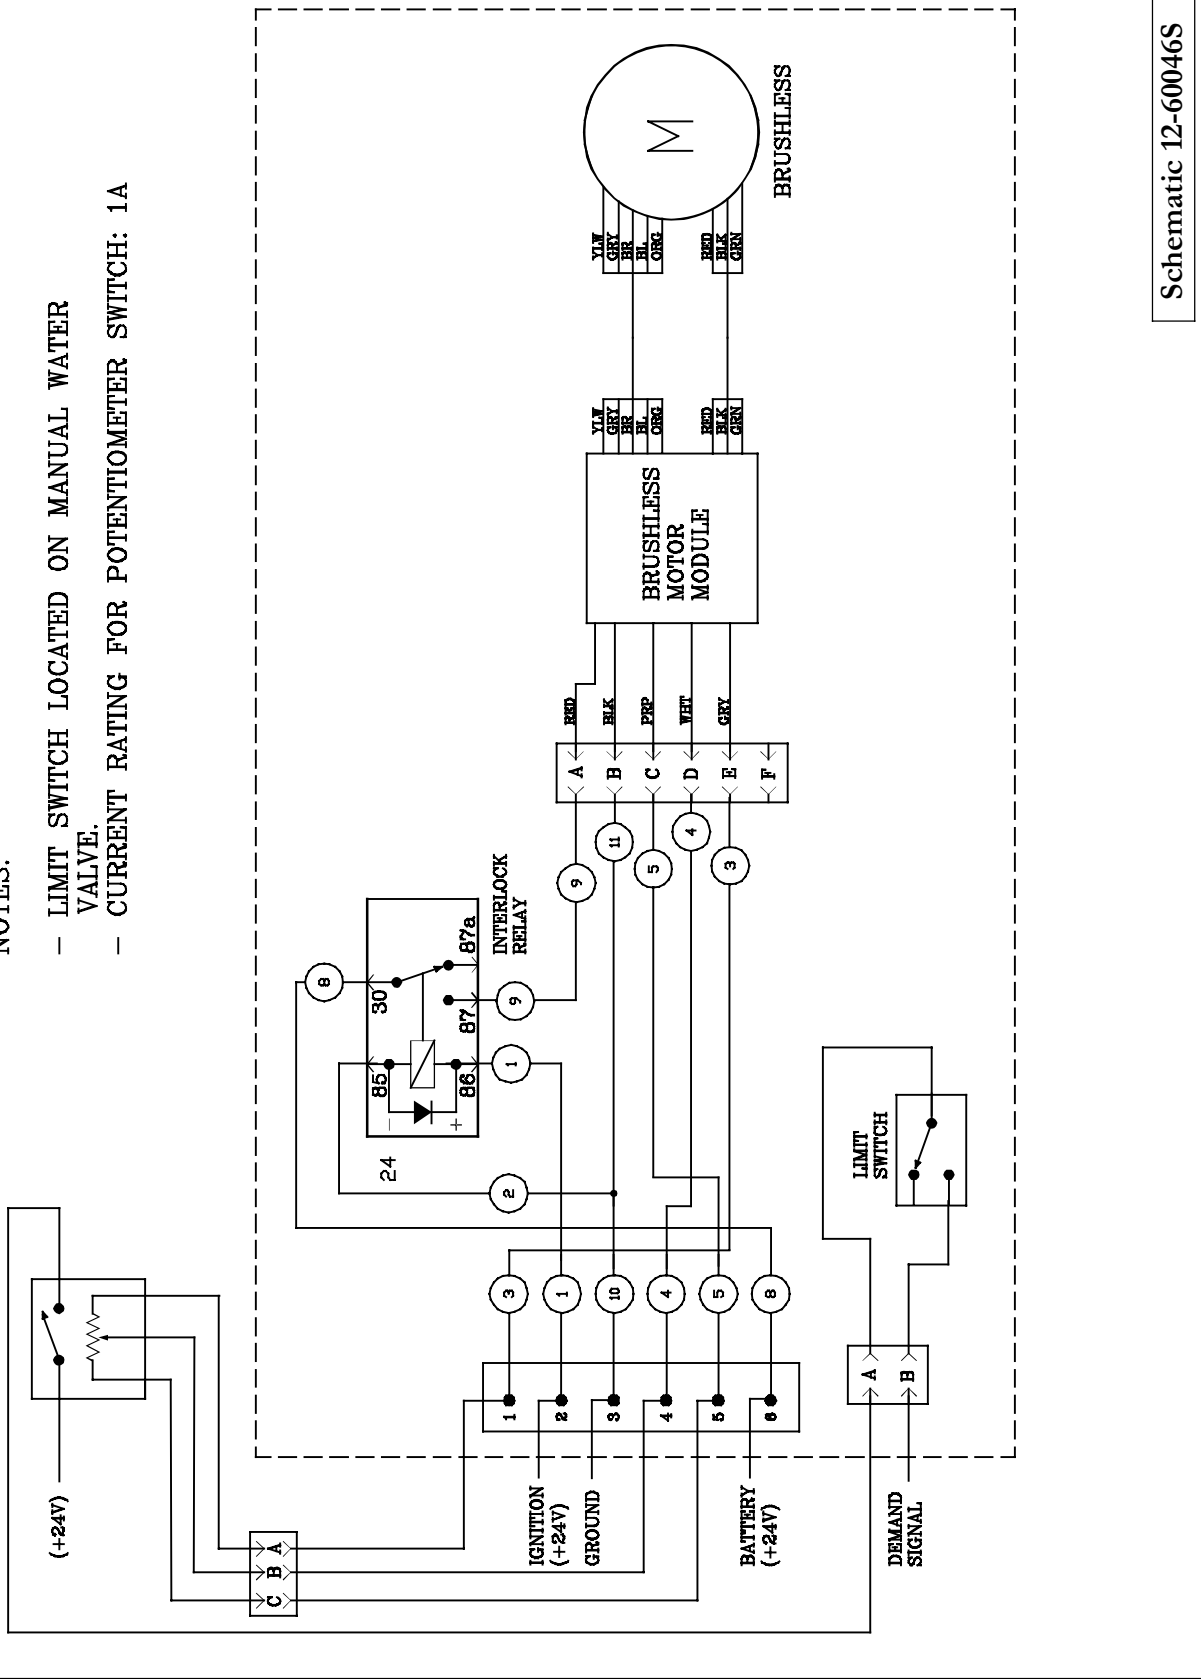 NOTES:
- LIMIT SWITCH LOCATED ON MANUAL WATER
VALVE.
- CURRENT RATING FOR POTENTIOMETER SWITCH: 1A
(+24V)
C
B
A
IGNITION
(+24V)
GROUND
BATTERY
(+24V)
DEMAND
SIGNAL
1
2
3
4
5
6
3
1
10
4
5
8
A
B
LIMIT
SWITCH
24
2
1
9
8
-
+
85
86
30
87
87a
INTERLOCK
RELAY
9
11
5
4
3
A
B
C
D
E
F
RED
BLK
PRP
WHT
GRY
BRUSHLESS
MOTOR
MODULE
YLW
GRY
BR
BL
ORG
RED
BLK
GRN
YLW
GRY
BR
BL
ORG
RED
BLK
GRN
M
BRUSHLESS
Schematic 12-60046S